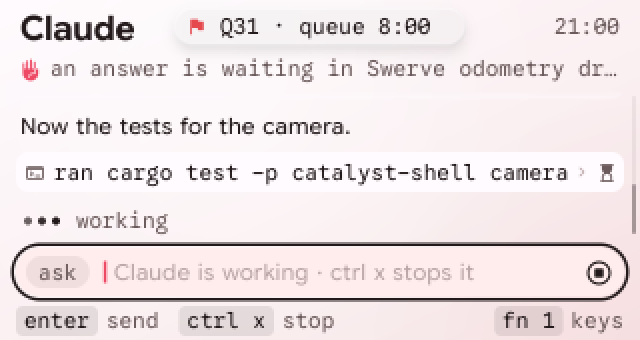 Claude
Q31 · queue 8:00
21:00
an answer is waiting in Swerve odometry dr…
Now the tests for the camera.
ran cargo test -p catalyst-shell camera ›
working
ask Claude is working · ctrl x stops it
enter send ctrl x stop fn 1 keys